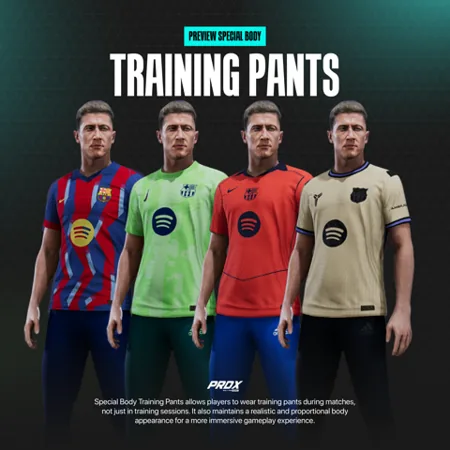 PREVIEW SPECIAL BODY
TRAINING PANTS
PROX
Special Body Training Pants allows players to wear training pants during matches,
not just in training sessions. It also maintains a realistic and proportional body
appearance for a more immersive gameplay experience.